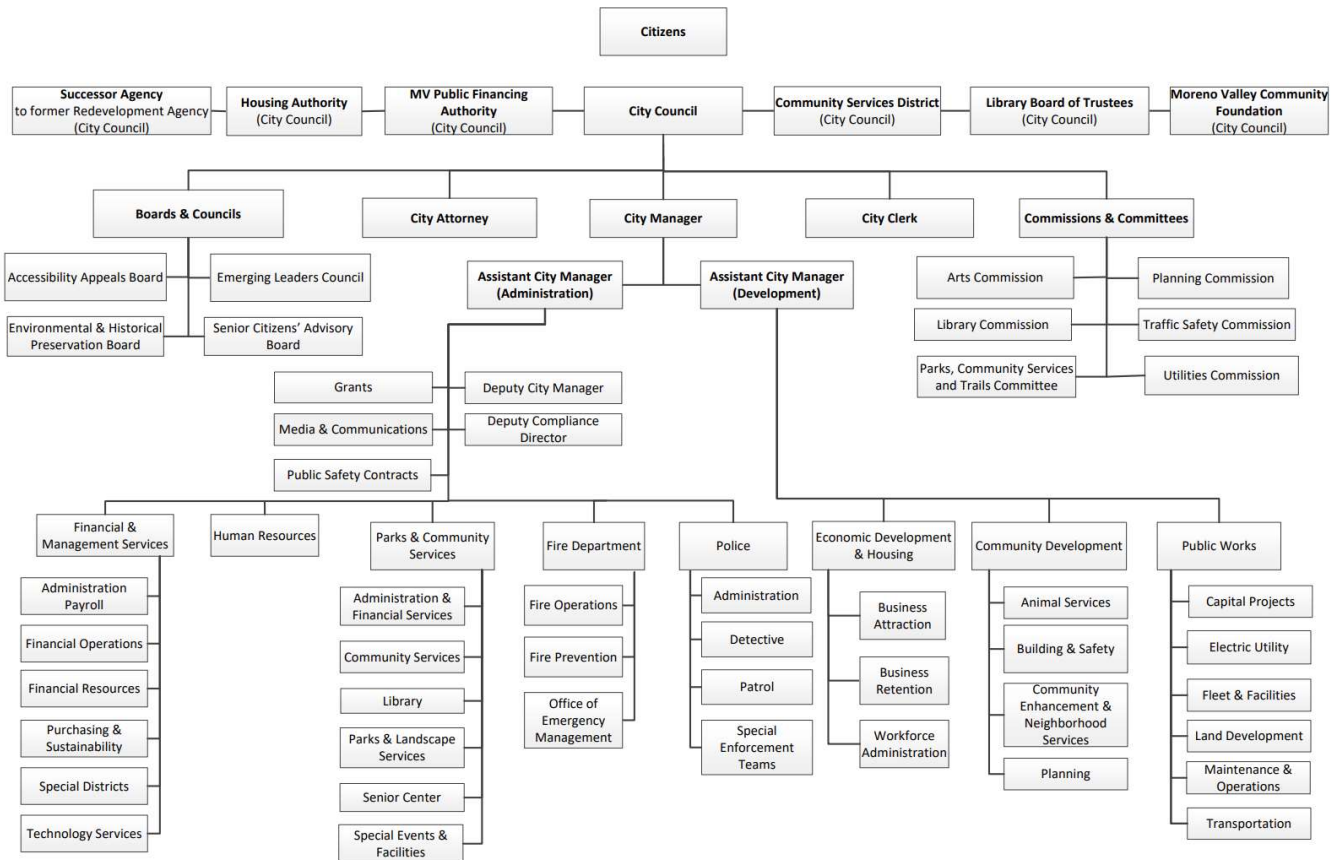 Citizens
Successor Agency
to former Redevelopment Agency
(City Council)
Housing Authority
(City Council)
MV Public Financing
Authority
(City Council)
City Council
Community Services District
(City Council)
Library Board of Trustees
(City Council)
Moreno Valley Community
Foundation
(City Council)
Boards & Councils
City Attorney
City Manager
City Clerk
Commissions & Committees
Accessibility Appeals Board
Emerging Leaders Council
Environmental & Historical
Preservation Board
Senior Citizens’ Advisory
Board
Assistant City Manager
(Administration)
Assistant City Manager
(Development)
Arts Commission
Planning Commission
Library Commission
Traffic Safety Commission
Parks, Community Services
and Trails Committee
Utilities Commission
Grants
Deputy City Manager
Media & Communications
Deputy Compliance
Director
Public Safety Contracts
Financial &
Management Services
Human Resources
Parks & Community
Services
Fire Department
Police
Economic Development
& Housing
Community Development
Public Works
Administration
Payroll
Financial Operations
Financial Resources
Purchasing &
Sustainability
Special Districts
Technology Services
Administration &
Financial Services
Community Services
Library
Parks & Landscape
Services
Senior Center
Special Events &
Facilities
Fire Operations
Fire Prevention
Office of
Emergency
Management
Administration
Detective
Patrol
Special
Enforcement
Teams
Business
Attraction
Business
Retention
Workforce
Administration
Animal Services
Building & Safety
Community
Enhancement &
Neighborhood
Services
Planning
Capital Projects
Electric Utility
Fleet & Facilities
Land Development
Maintenance &
Operations
Transportation